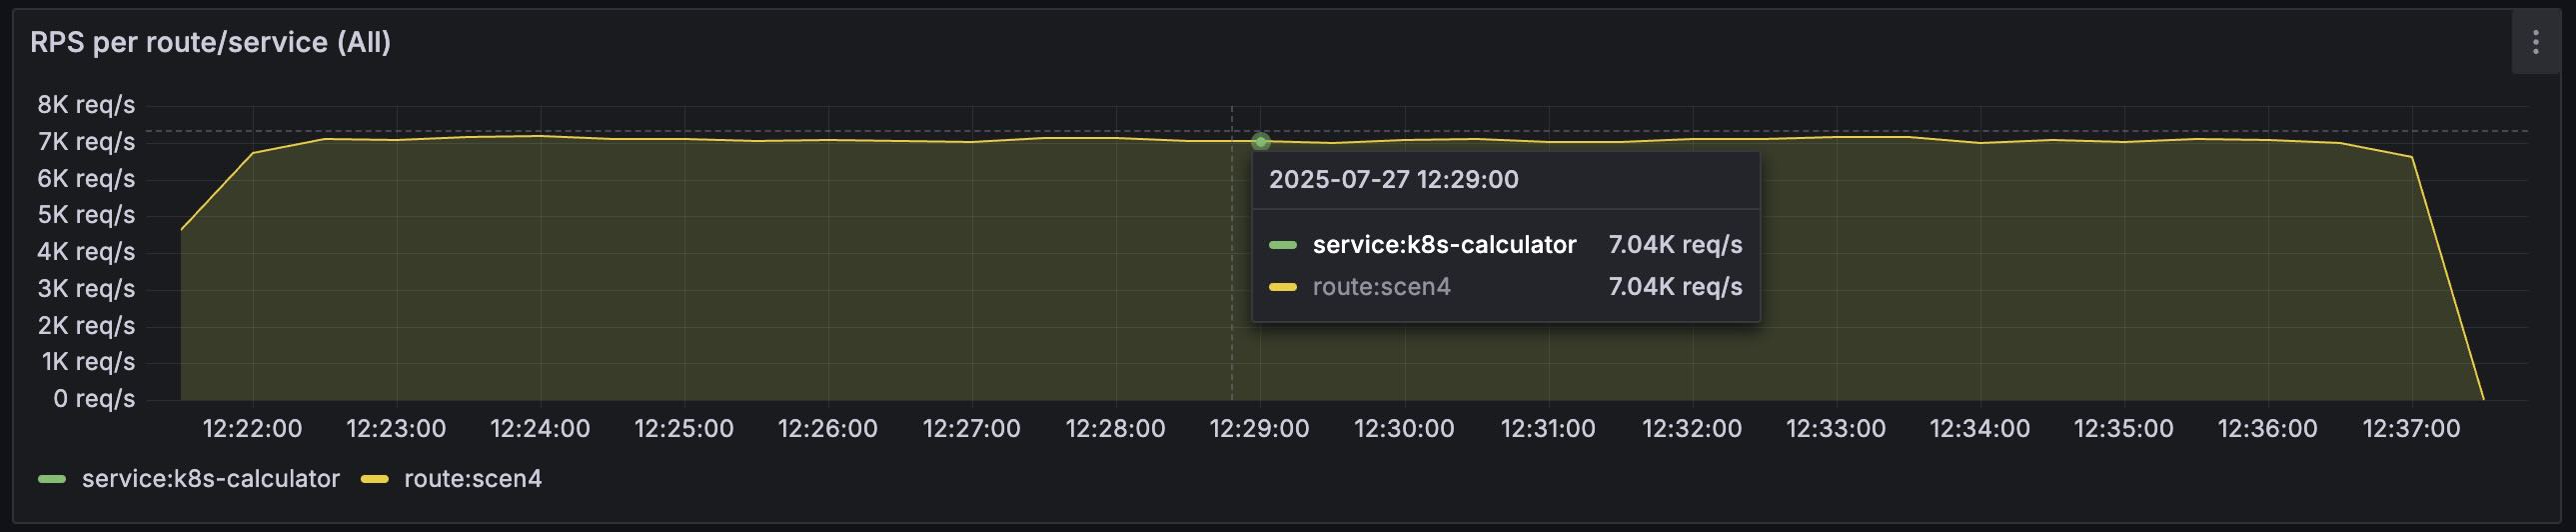 RPS per route/service (All)
8K req/s
7K req/s
6K req/s
5K req/s
4K req/s
3K req/s
2K req/s
1K req/s
0 req/s
2025-07-27 12:29:00
service:k8s-calculator 7.04K req/s
route:scen4 7.04K req/s
12:22:00 12:23:00 12:24:00 12:25:00 12:26:00 12:27:00 12:28:00 12:29:00 12:30:00 12:31:00 12:32:00 12:33:00 12:34:00 12:35:00 12:36:00 12:37:00
service:k8s-calculator route:scen4